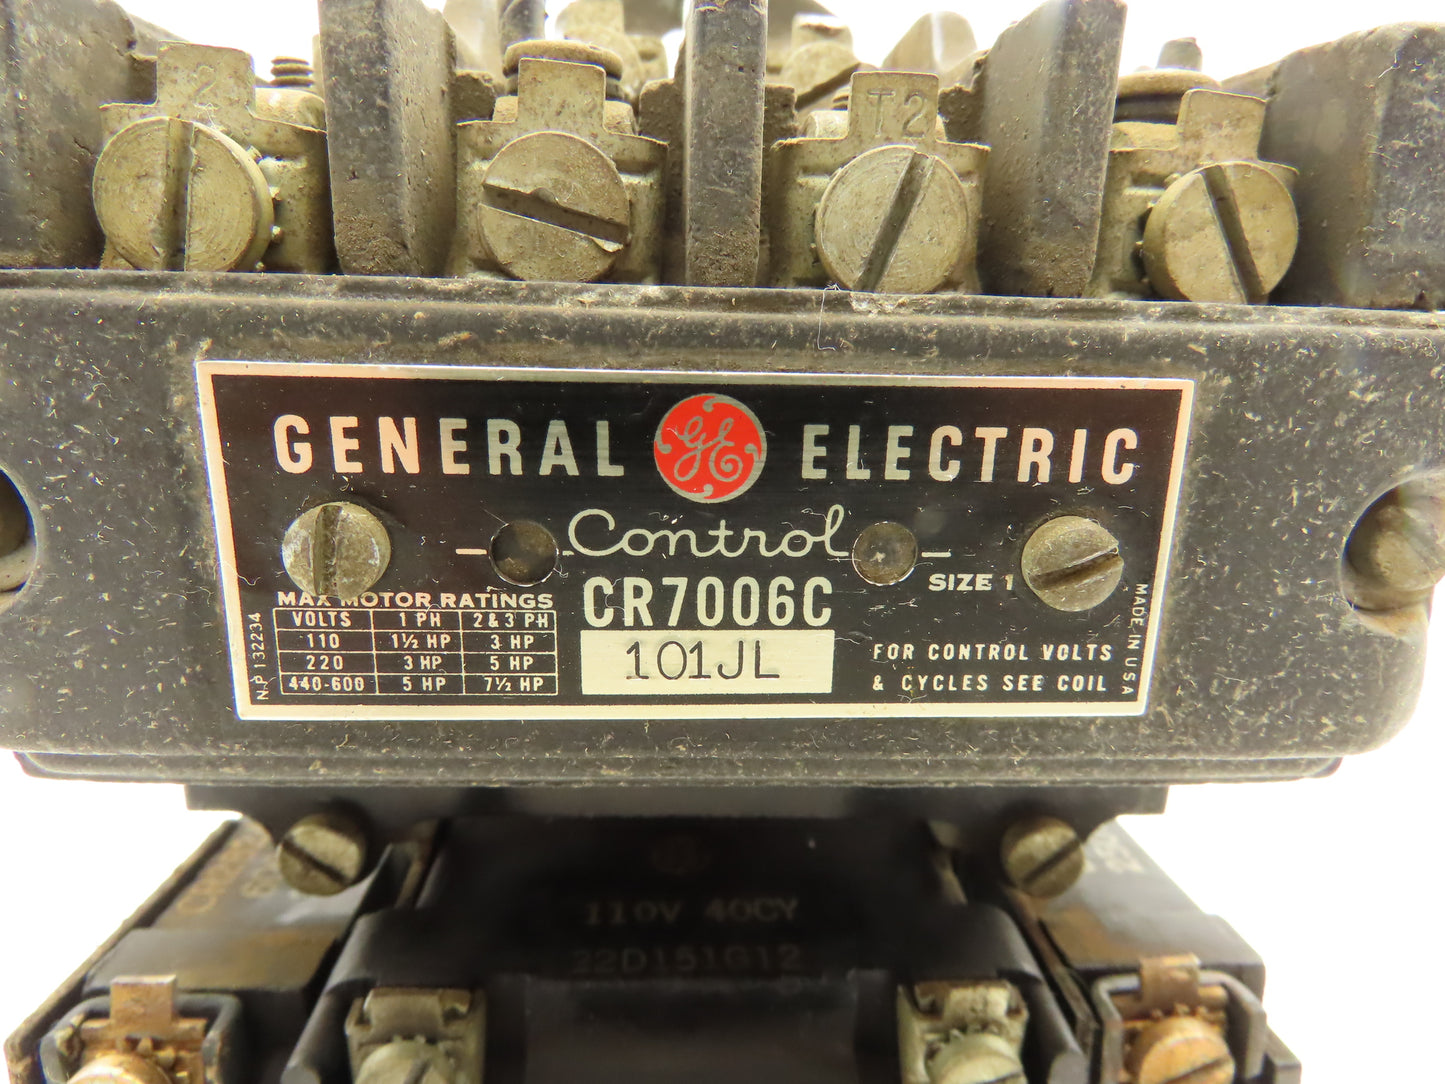 2
T2
GENERAL GE ELECTRIC
Control
CR7006C
SIZE 1
MAX MOTOR RATINGS
VOLTS 1 PH 2 & 3 PH
110 1½ HP 3 HP
220 3 HP 5 HP
440-600 5 HP 7½ HP
101JL
FOR CONTROL VOLTS
& CYCLES SEE COIL
N.P 132234
MADE IN USA
110V 40CY
22D151G12